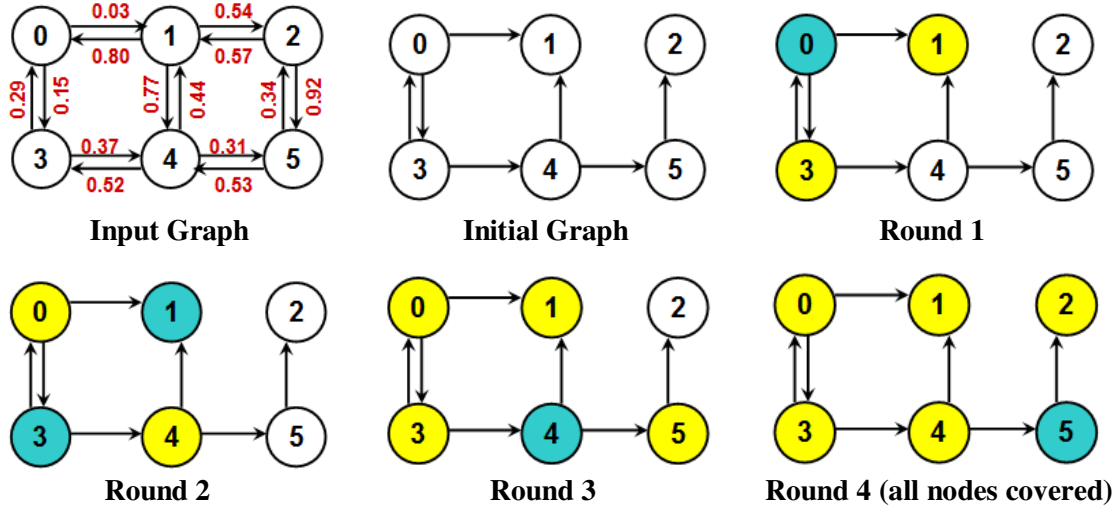 0 0.03 1 0.54 2
0.80 0.57
0.29 0.15 0.77 0.44 0.34 0.92
3 0.37 4 0.31 5
0.52 0.53
Input Graph
0 1 2
3 4 5
Initial Graph
0 1 2
3 4 5
Round 1
0 1 2
3 4 5
Round 2
0 1 2
3 4 5
Round 3
0 1 2
3 4 5
Round 4 (all nodes covered)